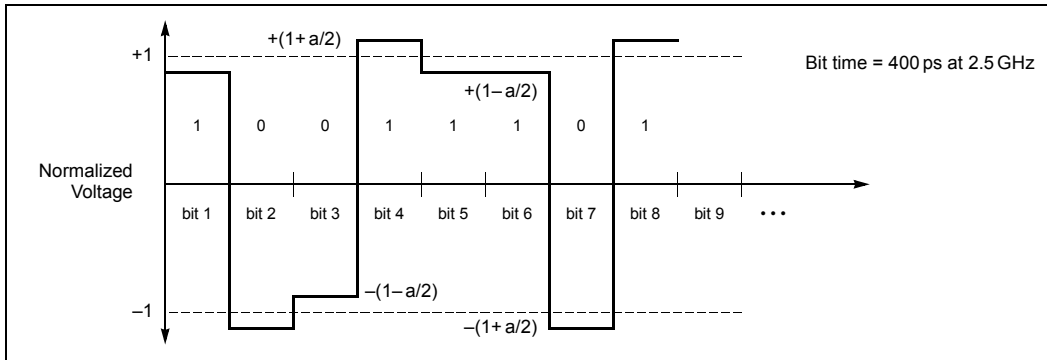 +(1+ a/2)
+1
Bit time = 400 ps at 2.5 GHz
+(1– a/2)
1 0 0 1 1 1 0 1
Normalized
Voltage
bit 1 bit 2 bit 3 bit 4 bit 5 bit 6 bit 7 bit 8 bit 9 •••
–(1– a/2)
–1
–(1+ a/2)